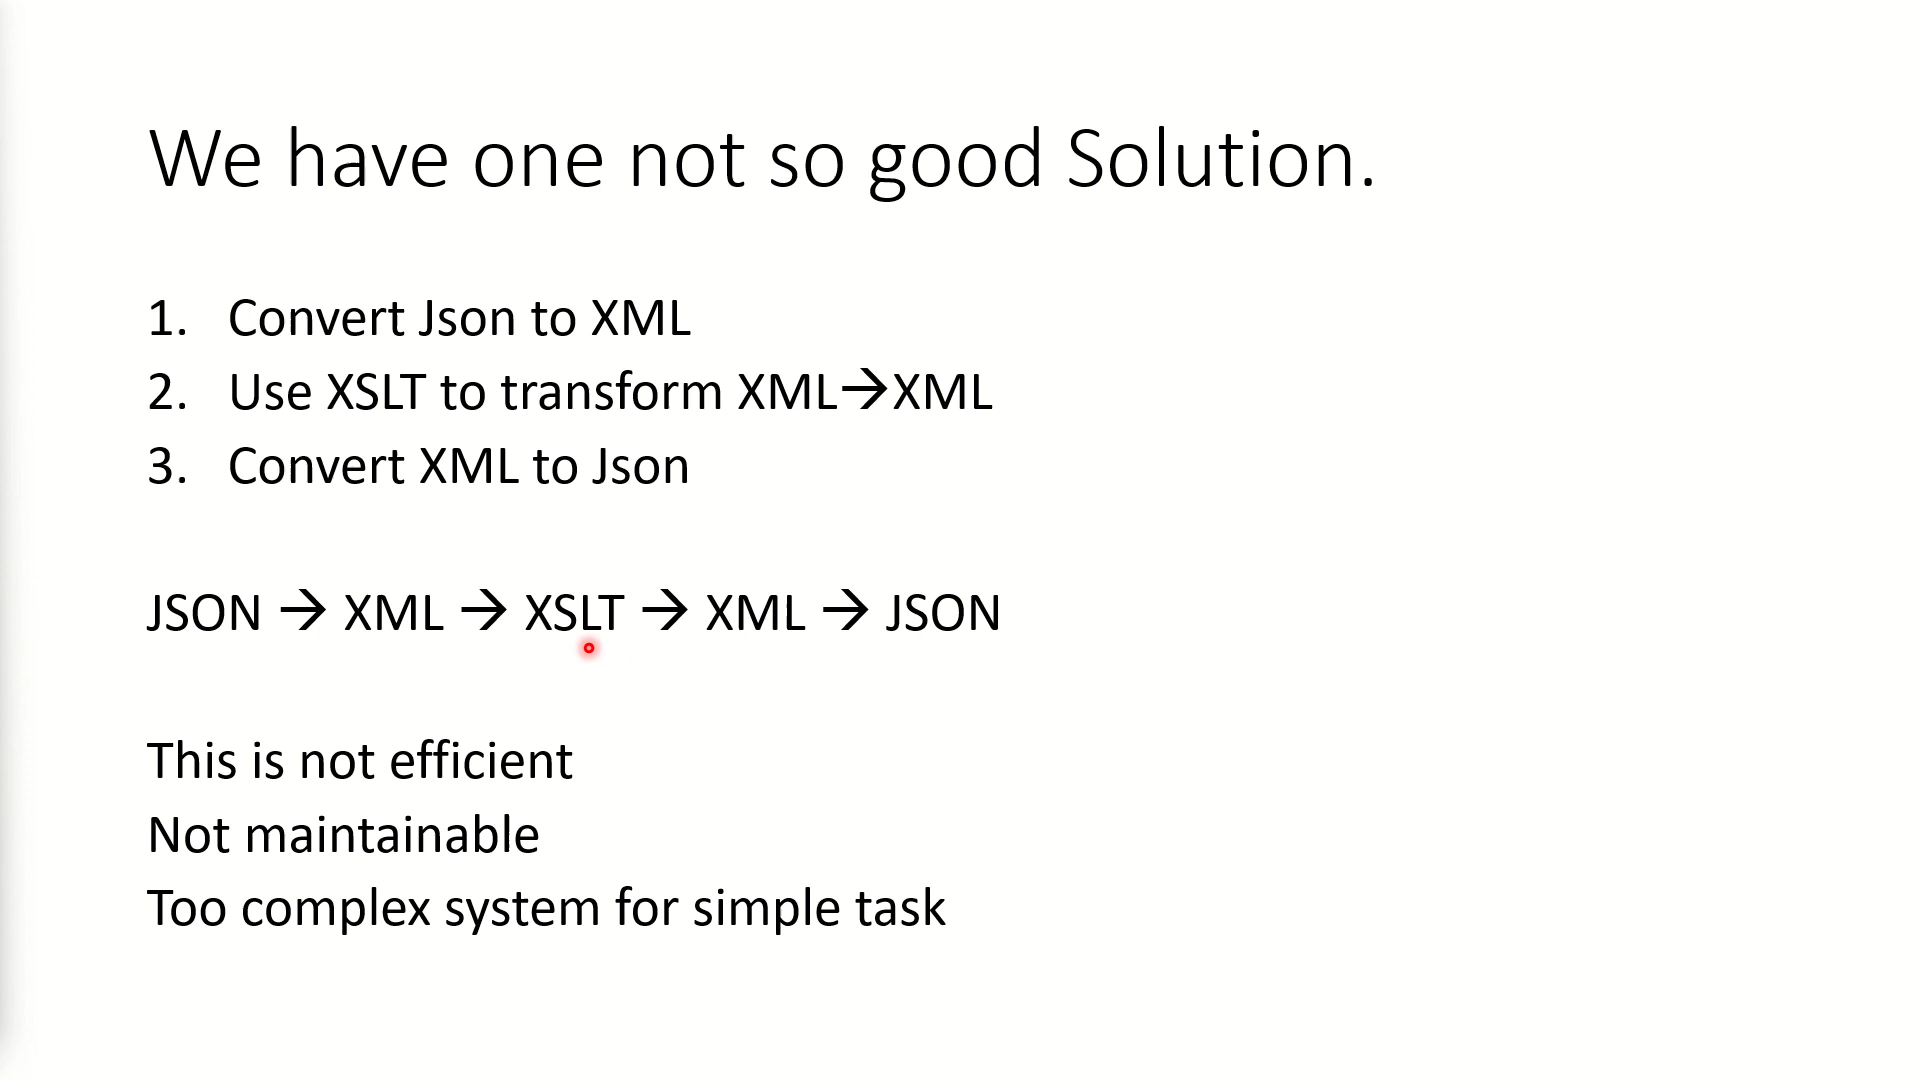 We have one not so good Solution.
1. Convert Json to XML
2. Use XSLT to transform XML→XML
3. Convert XML to Json
JSON → XML → XSLT → XML → JSON
This is not efficient
Not maintainable
Too complex system for simple task